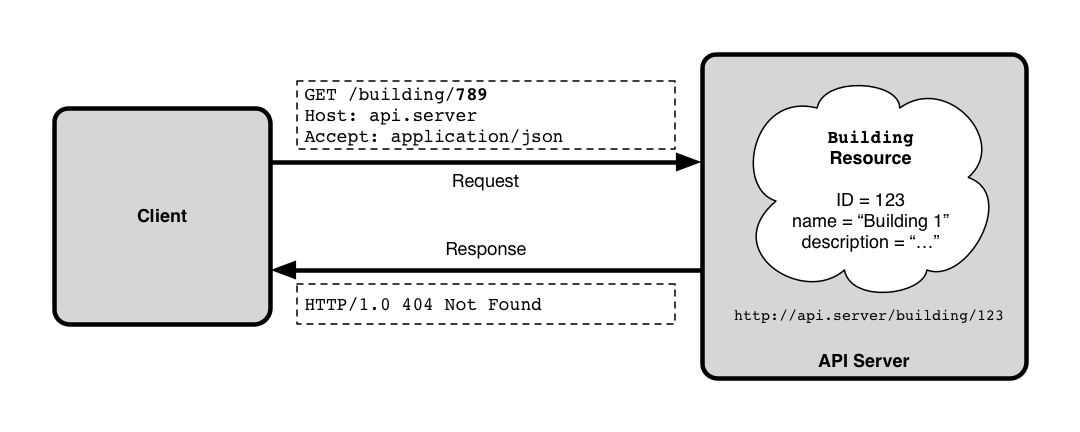 GET /building/789
Host: api.server
Accept: application/json
Request
Client
Response
HTTP/1.0 404 Not Found
Building
Resource
ID = 123
name = “Building 1”
description = “…”
http://api.server/building/123
API Server